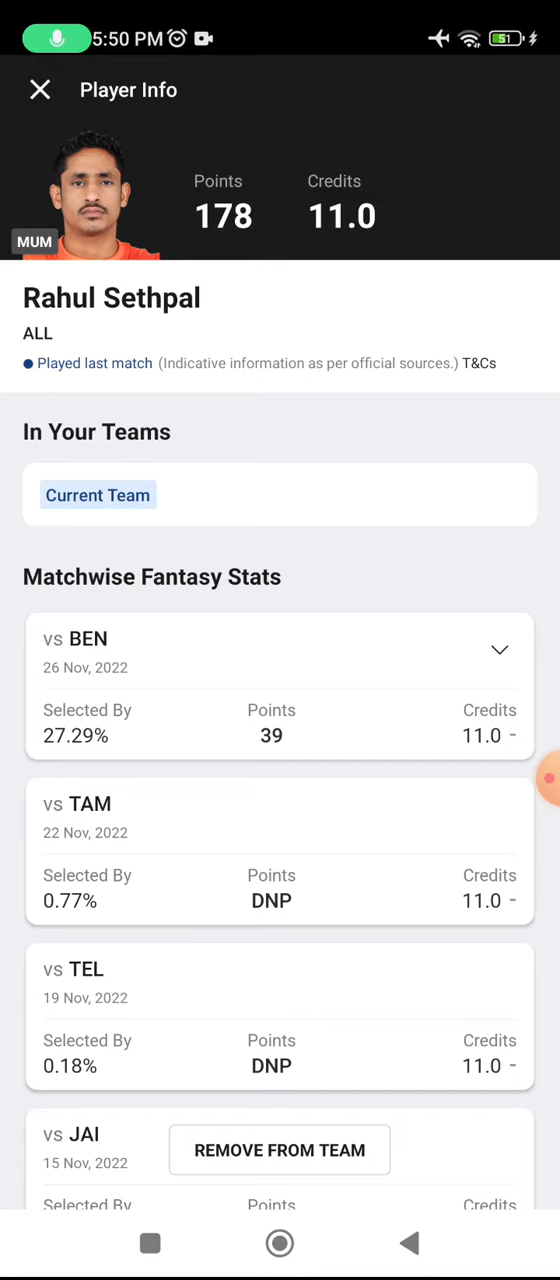 5:50 PM
51
Player Info
Points
Credits
178
11.0
MUM
Rahul Sethpal
ALL
Played last match (Indicative information as per official sources.) T&Cs
In Your Teams
Current Team
Matchwise Fantasy Stats
vs BEN
26 Nov, 2022
Selected By Points Credits
27.29% 39 11.0 -
vs TAM
22 Nov, 2022
Selected By Points Credits
0.77% DNP 11.0 -
vs TEL
19 Nov, 2022
Selected By Points Credits
0.18% DNP 11.0 -
vs JAI
15 Nov, 2022
REMOVE FROM TEAM
Selected By Points Credits